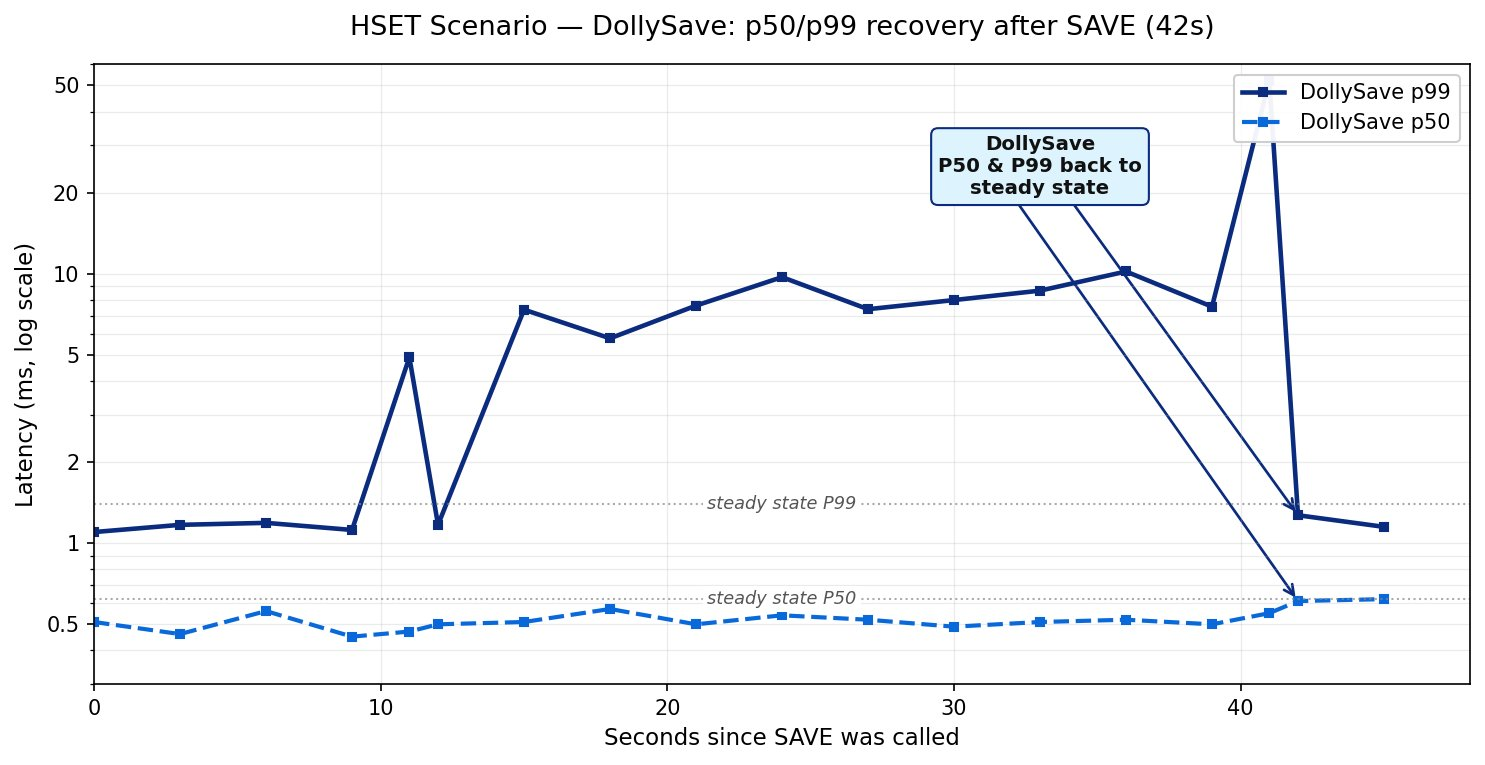 HSET Scenario — DollySave: p50/p99 recovery after SAVE (42s)
50
20
10
5
2
1
0.5
Latency (ms, log scale)
DollySave p99
DollySave p50
DollySave
P50 & P99 back to
steady state
steady state P99
steady state P50
0
10
20
30
40
Seconds since SAVE was called